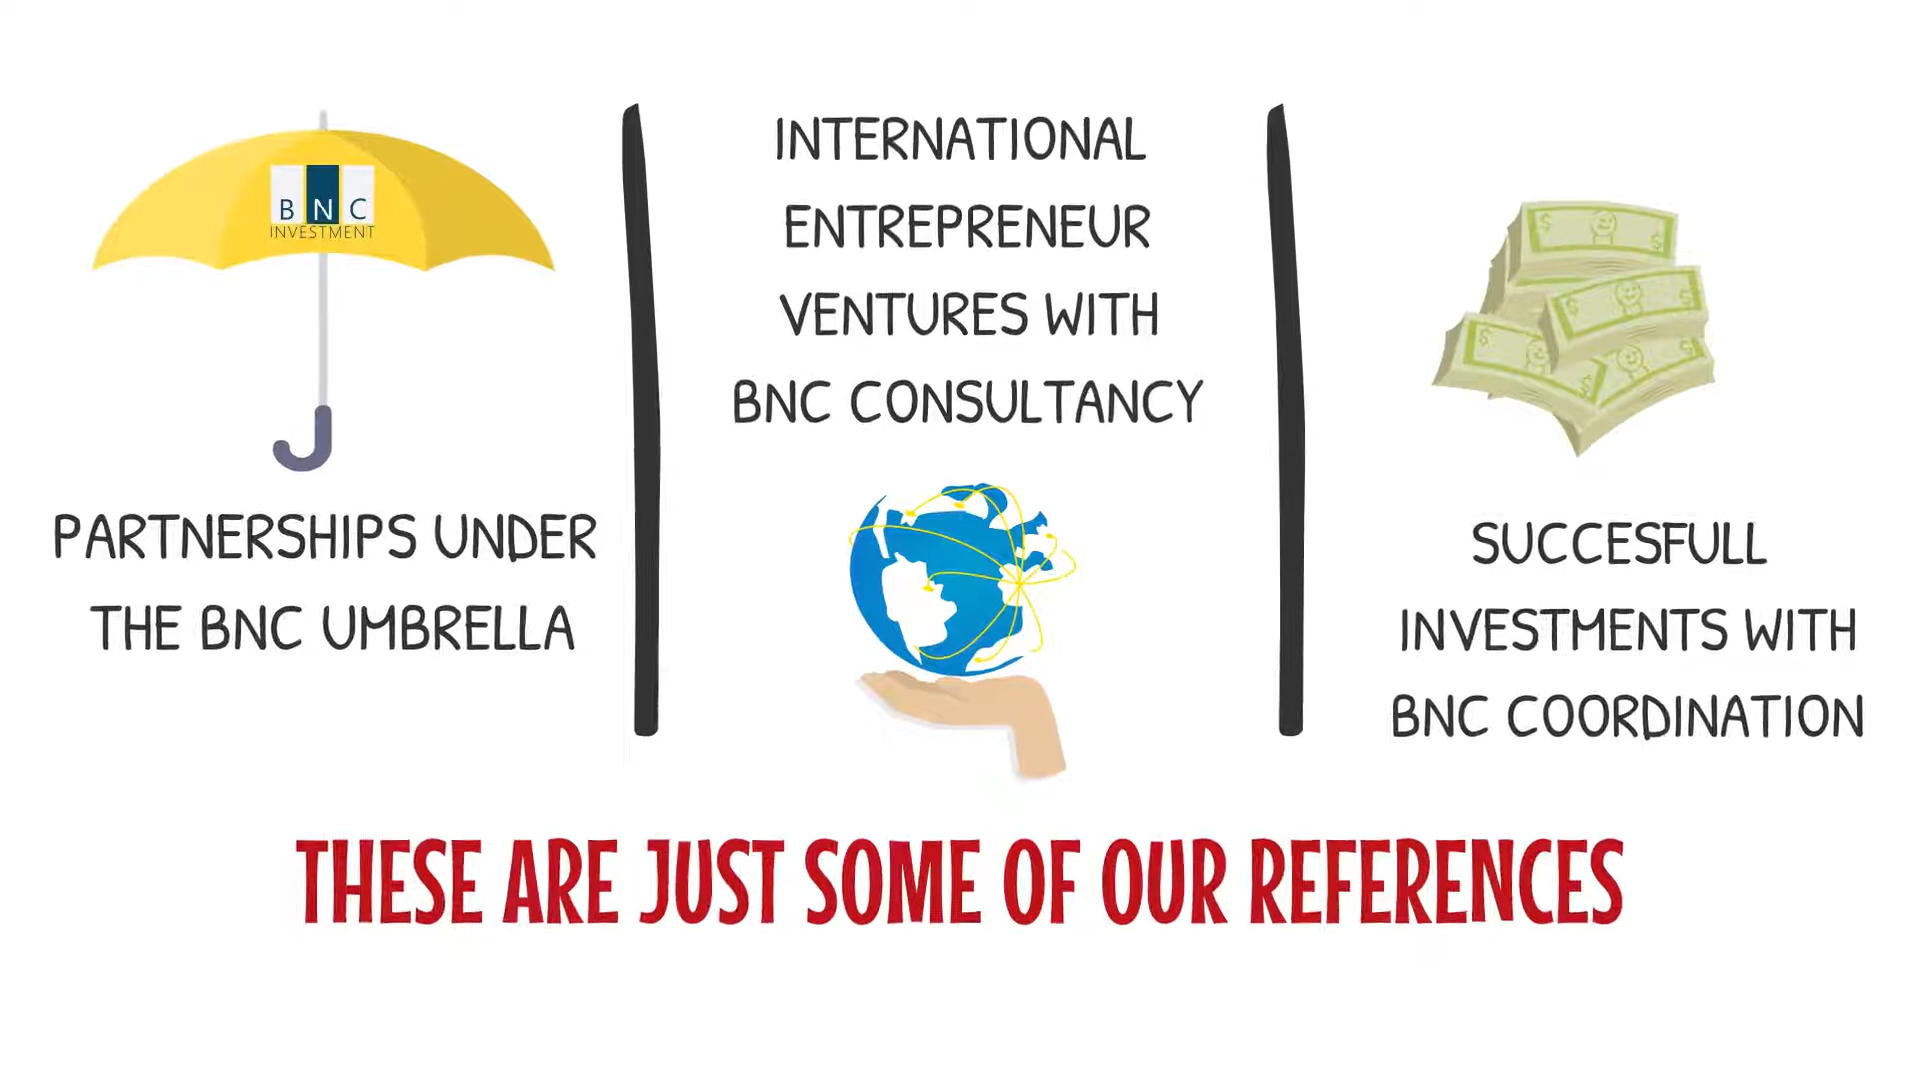 B N C
INVESTMENT
PARTNERSHIPS UNDER
THE BNC UMBRELLA
INTERNATIONAL
ENTREPRENEUR
VENTURES WITH
BNC CONSULTANCY
$ $
$ $
$
SUCCESFULL
INVESTMENTS WITH
BNC COORDINATION
THESE ARE JUST SOME OF OUR REFERENCES